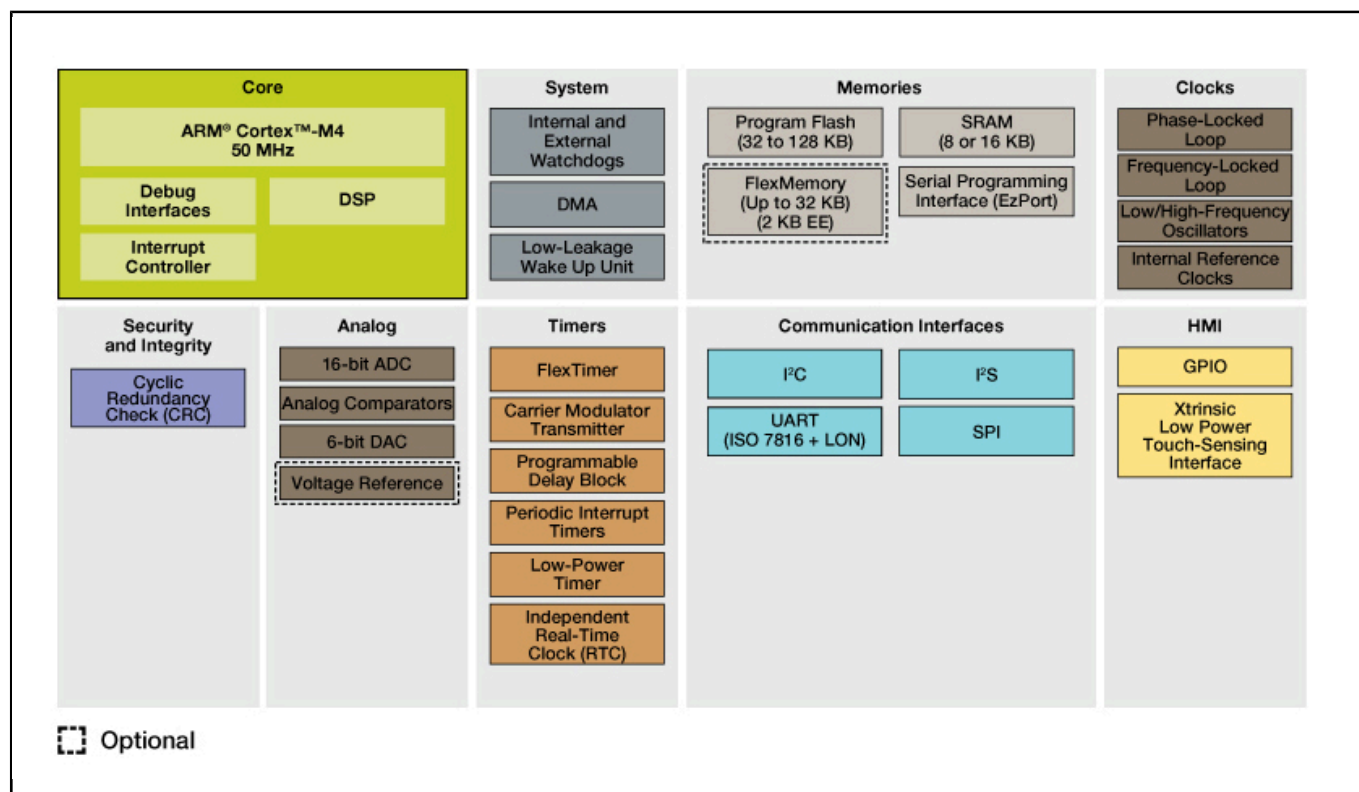 Core
ARM® Cortex™-M4
50 MHz
Debug
Interfaces
DSP
Interrupt
Controller
System
Internal and
External
Watchdogs
DMA
Low-Leakage
Wake Up Unit
Memories
Program Flash
(32 to 128 KB)
SRAM
(8 or 16 KB)
FlexMemory
(Up to 32 KB)
(2 KB EE)
Serial Programming
Interface (EzPort)
Clocks
Phase-Locked
Loop
Frequency-Locked
Loop
Low/High-Frequency
Oscillators
Internal Reference
Clocks
Security
and Integrity
Cyclic
Redundancy
Check (CRC)
Analog
16-bit ADC
Analog Comparators
6-bit DAC
Voltage Reference
Timers
FlexTimer
Carrier Modulator
Transmitter
Programmable
Delay Block
Periodic Interrupt
Timers
Low-Power
Timer
Independent
Real-Time
Clock (RTC)
Communication Interfaces
I²C
I²S
UART
(ISO 7816 + LON)
SPI
HMI
GPIO
Xtrinsic
Low Power
Touch-Sensing
Interface
Optional